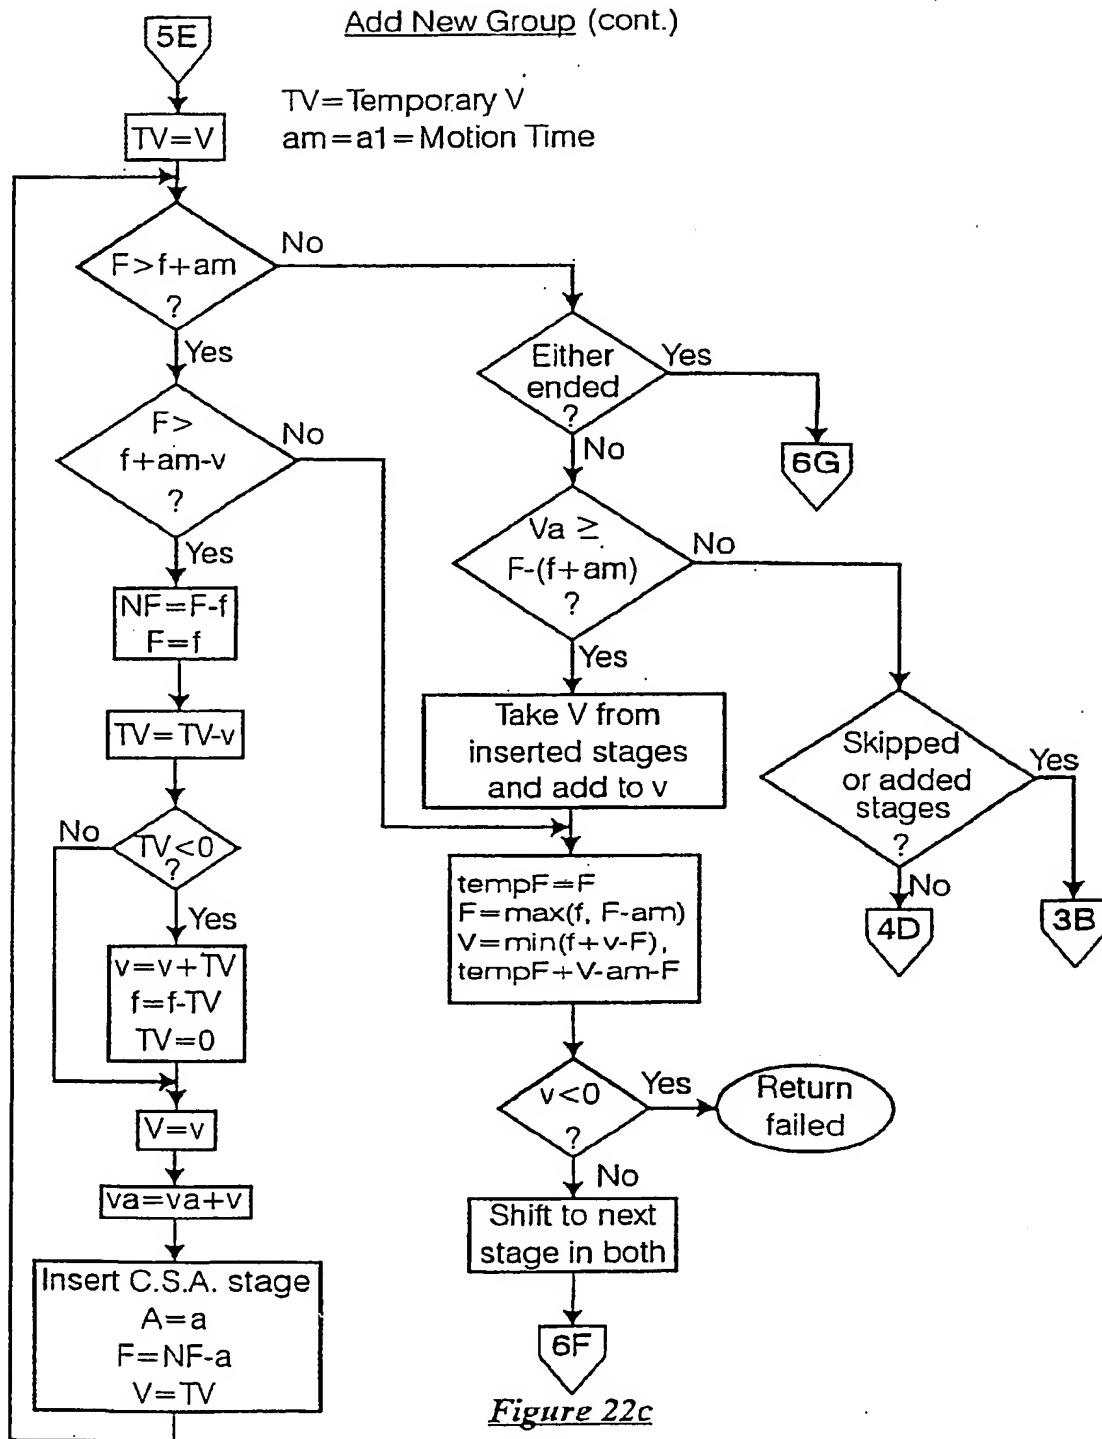 Add New Group (cont.)
5E
TV=Temporary V
am=a1=Motion Time
TV=V
F>f+am
?
No
Yes
F>
f+am-v
?
No
Yes
NF=F-f
F=f
TV=TV-v
TV<0
?
No
Yes
v=v+TV
f=f-TV
TV=0
V=v
va=va+v
Insert C.S.A. stage
A=a
F=NF-a
V=TV
Either
ended
?
Yes
6G
No
Va ≥
F-(f+am)
?
No
Yes
Take V from
inserted stages
and add to v
Skipped
or added
stages
?
Yes
No
4D
3B
tempF=F
F=max(f, F-am)
V=min(f+v-F),
tempF+V-am-F
v<0
?
Yes
Return
failed
No
Shift to next
stage in both
6F
Figure 22c